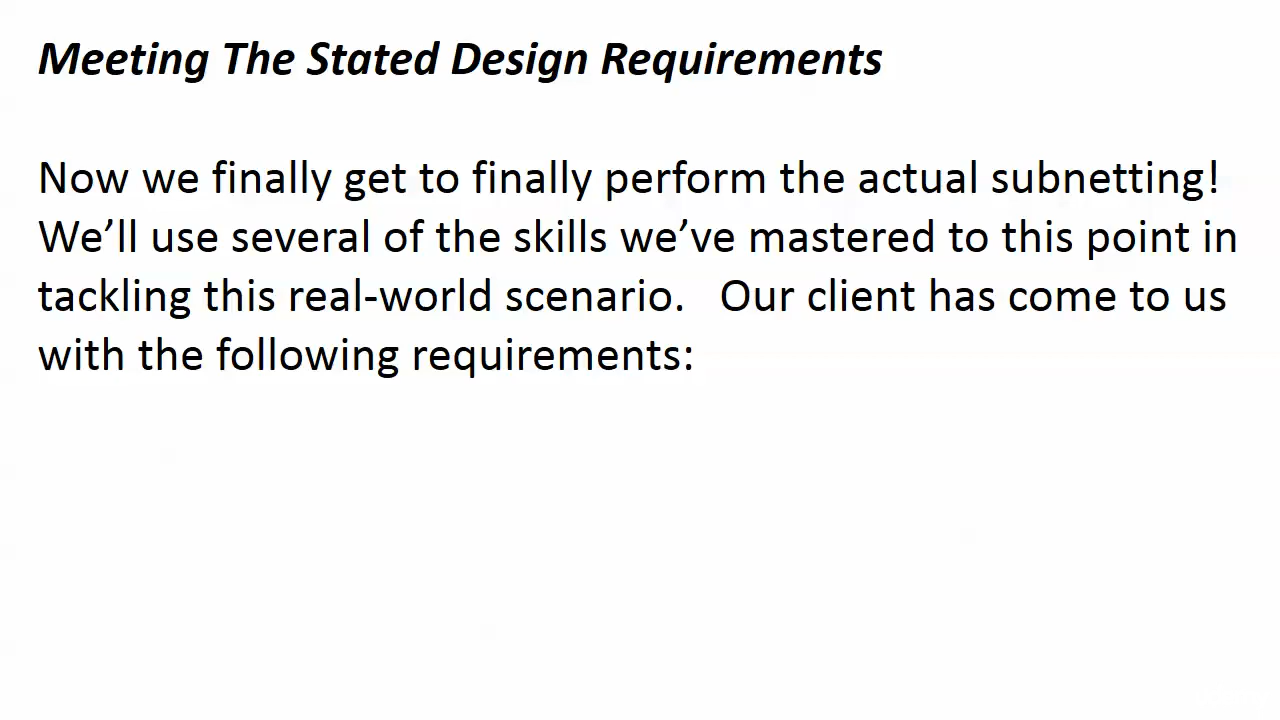 Meeting The Stated Design Requirements
Now we finally get to finally perform the actual subnetting!
We’ll use several of the skills we’ve mastered to this point in
tackling this real-world scenario.   Our client has come to us
with the following requirements: